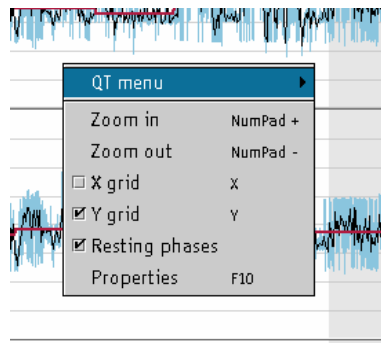 QT menu
Zoom in NumPad +
Zoom out NumPad -
X grid X
Y grid Y
Resting phases
Properties F10